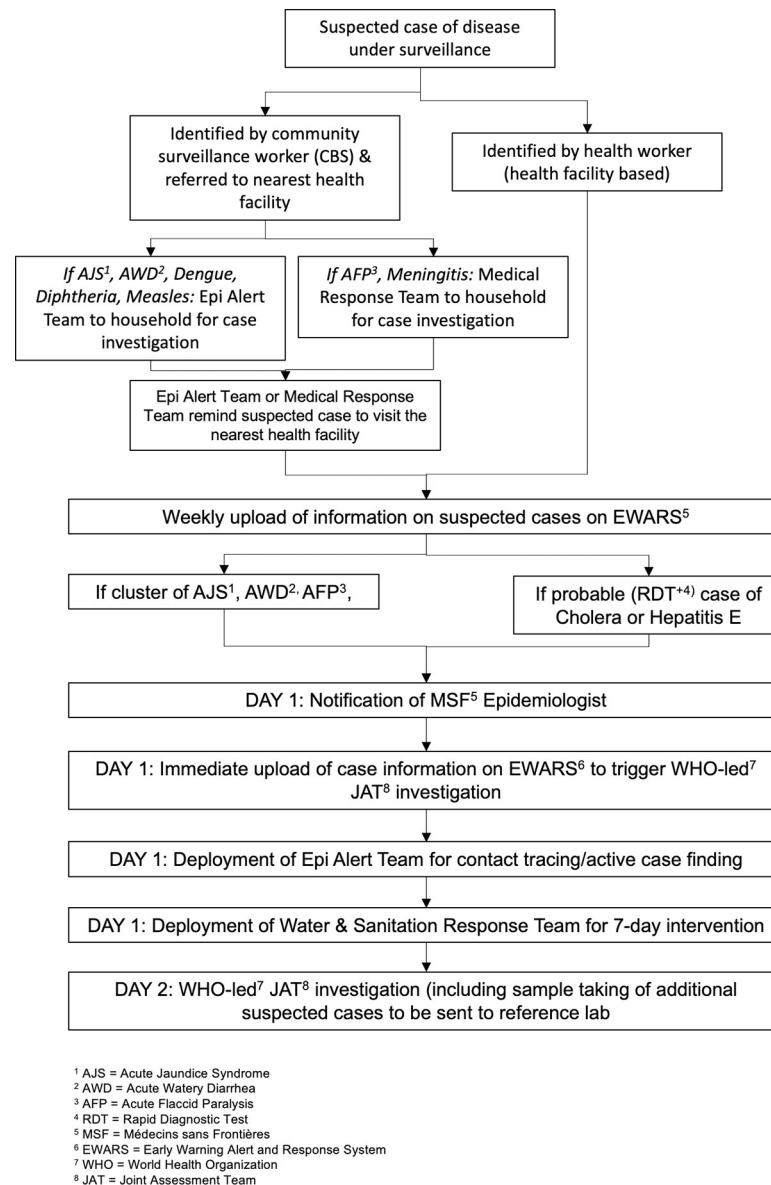 Suspected case of disease
under surveillance
Identified by community
surveillance worker (CBS) &
referred to nearest health
facility
Identified by health worker
(health facility based)
If AJS¹, AWD², Dengue,
Diphtheria, Measles: Epi Alert
Team to household for case
investigation
If AFP³, Meningitis: Medical
Response Team to household
for case investigation
Epi Alert Team or Medical Response
Team remind suspected case to visit the
nearest health facility
Weekly upload of information on suspected cases on EWARS⁵
If cluster of AJS¹, AWD²˒ AFP³,
If probable (RDT⁺⁴⁾ case of
Cholera or Hepatitis E
DAY 1: Notification of MSF⁵ Epidemiologist
DAY 1: Immediate upload of case information on EWARS⁶ to trigger WHO-led⁷
JAT⁸ investigation
DAY 1: Deployment of Epi Alert Team for contact tracing/active case finding
DAY 1: Deployment of Water & Sanitation Response Team for 7-day intervention
DAY 2: WHO-led⁷ JAT⁸ investigation (including sample taking of additional
suspected cases to be sent to reference lab
¹ AJS = Acute Jaundice Syndrome
² AWD = Acute Watery Diarrhea
³ AFP = Acute Flaccid Paralysis
⁴ RDT = Rapid Diagnostic Test
⁵ MSF = Médecins sans Frontières
⁶ EWARS = Early Warning Alert and Response System
⁷ WHO = World Health Organization
⁸ JAT = Joint Assessment Team